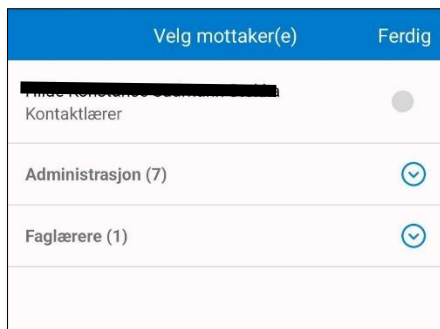 Velg mottaker(e) Ferdig
Kontaktlærer
Administrasjon (7)
Faglærere (1)